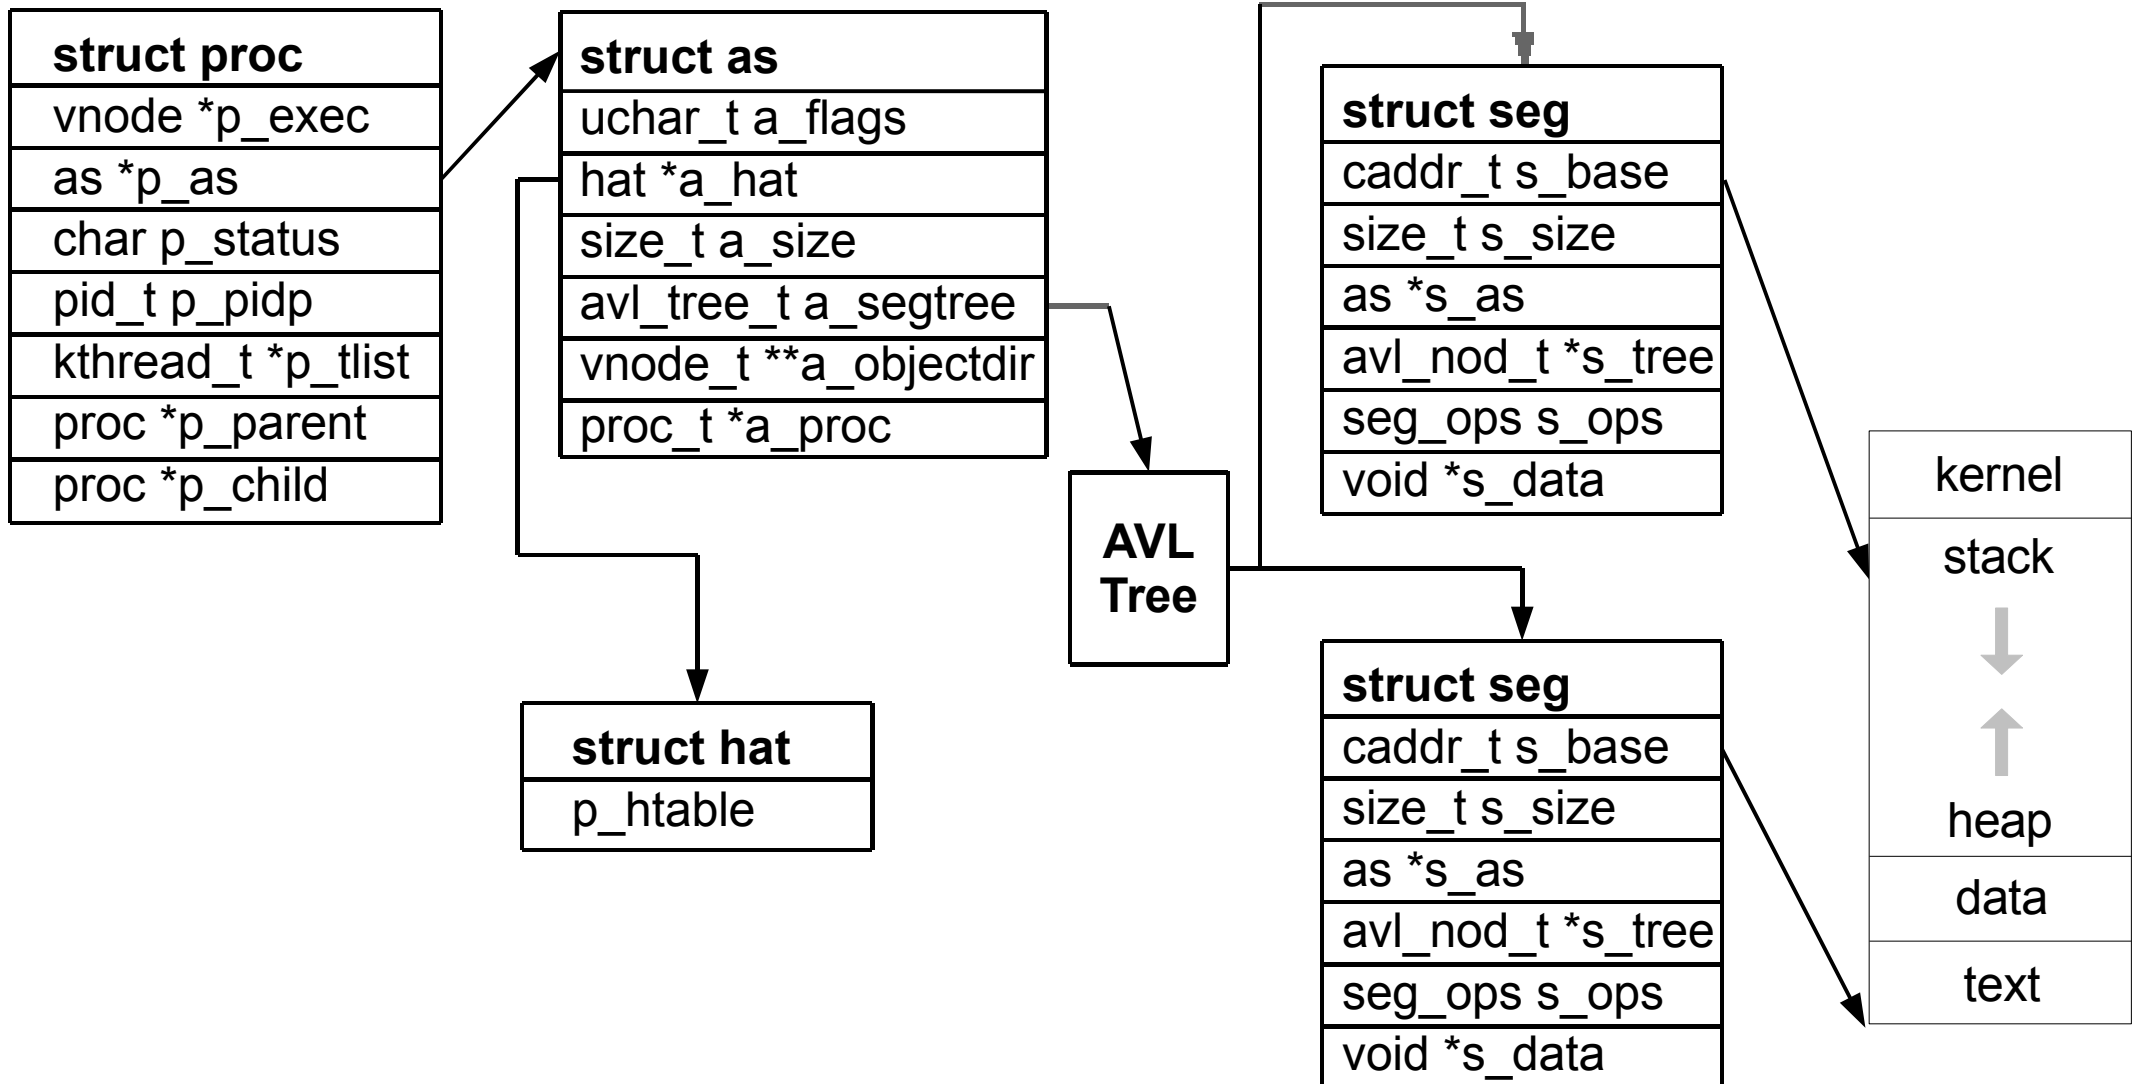 struct proc
vnode *p_exec
as *p_as
char p_status
pid_t p_pidp
kthread_t *p_tlist
proc *p_parent
proc *p_child
struct as
uchar_t a_flags
hat *a_hat
size_t a_size
avl_tree_t a_segtree
vnode_t **a_objectdir
proc_t *a_proc
struct hat
p_htable
AVL
Tree
struct seg
caddr_t s_base
size_t s_size
as *s_as
avl_nod_t *s_tree
seg_ops s_ops
void *s_data
struct seg
caddr_t s_base
size_t s_size
as *s_as
avl_nod_t *s_tree
seg_ops s_ops
void *s_data
kernel
stack
heap
data
text